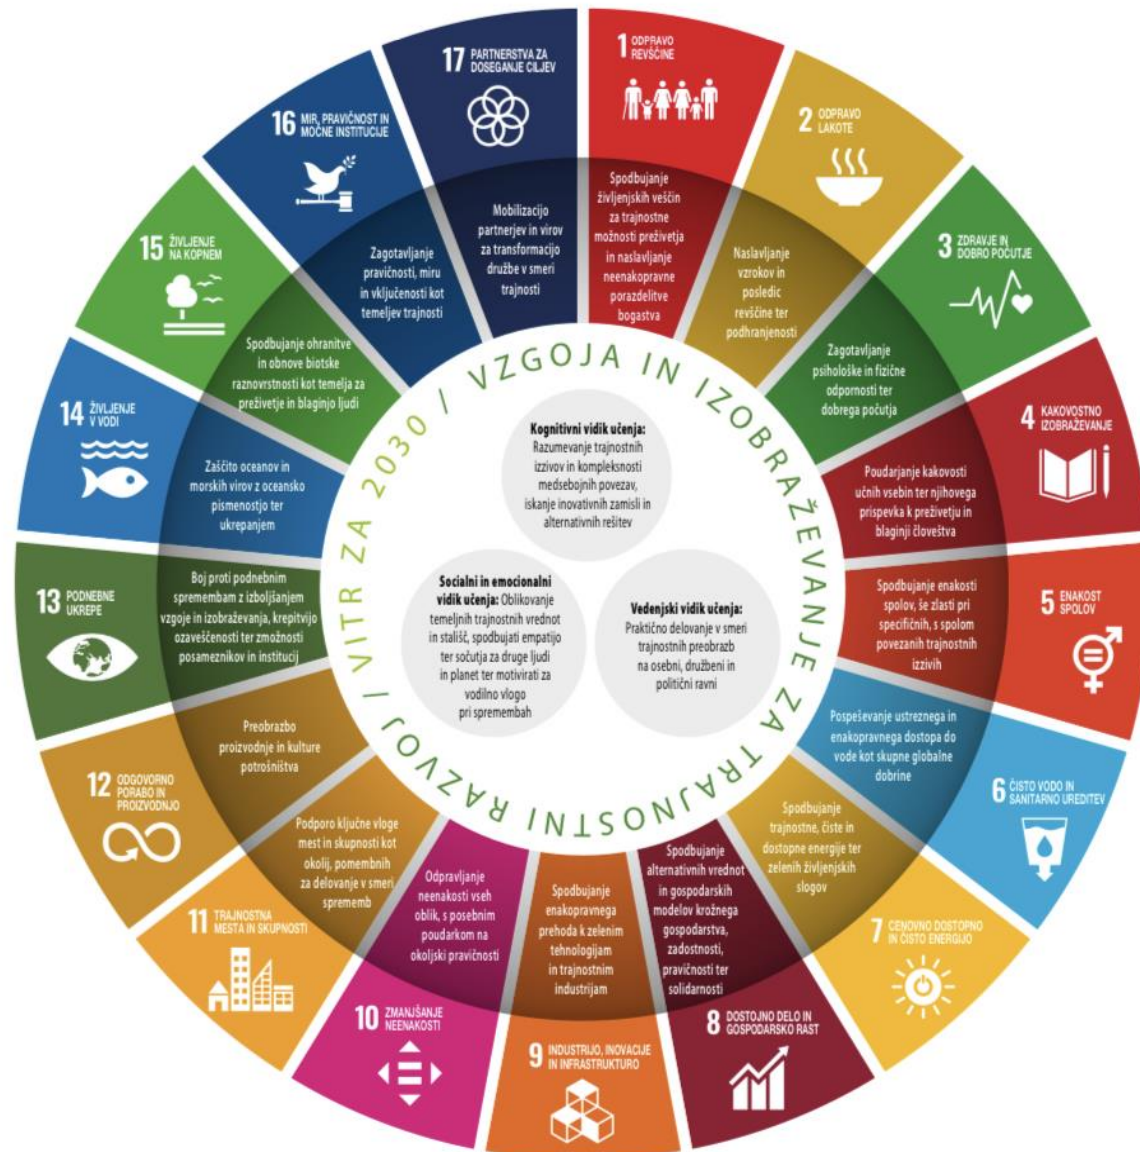 1 ODPRAVO
REVŠČINE
Spodbujanje
življenjskih veščin
za trajnostne
možnosti preživetja
in naslavljanje
neenakopravne
porazdelitve
bogastva
2 ODPRAVO
LAKOTE
Naslavljanje
vzrokov in
posledic
revščine ter
podhranjenosti
3 ZDRAVJE IN
DOBRO POČUTJE
Zagotavljanje
psihološke in fizične
odpornosti ter
dobrega počutja
4 KAKOVOSTNO
IZOBRAŽEVANJE
Poudarjanje kakovosti
učnih vsebin ter njihovega
prispevka k preživetju in
blaginji človeštva
5 ENAKOST
SPOLOV
Spodbujanje enakosti
spolov, še zlasti pri
specifičnih, s spolom
povezanih trajnostnih
izzivih
6 ČISTO VODO IN
SANITARNO UREDITEV
Pospeševanje ustreznega in
enakopravnega dostopa do
vode kot skupne globalne
dobrine
7 CENOVNO DOSTOPNO
IN ČISTO ENERGIJO
Spodbujanje
trajnostne, čiste in
dostopne energije ter
zelenih življenjskih
slogov
8 DOSTOJNO DELO IN
GOSPODARSKO RAST
Spodbujanje
alternativnih vrednot
in gospodarskih
modelov krožnega
gospodarstva,
zadostnosti,
pravičnosti ter
solidarnosti
9 INDUSTRIJO, INOVACIJE
IN INFRASTRUKTURO
Spodbujanje
enakopravnega
prehoda k zelenim
tehnologijam
in trajnostnim
industrijam
10 ZMANJŠANJE
NEENAKOSTI
Odpravljanje
neenakosti vseh
oblik, s posebnim
poudarkom na
okoljski pravičnosti
11 TRAJNOSTNA
MESTA IN SKUPNOSTI
Podporo ključne vloge
mest in skupnosti kot
okolij, pomembnih
za delovanje v smeri
sprememb
12 ODGOVORNO
PORABO IN
PROIZVODNJO
Preobrazbo
proizvodnje in kulture
potrošništva
13 PODNEBNE
UKREPE
Boj proti podnebnim
spremembam z izboljšanjem
vzgoje in izobraževanja, krepitvijo
ozaveščenosti ter zmožnosti
posameznikov in institucij
14 ŽIVLJENJE
V VODI
Zaščito oceanov in
morskih virov z oceansko
pismenostjo ter
ukrepanjem
15 ŽIVLJENJE
NA KOPNEM
Spodbujanje ohranitve
in obnove biotske
raznovrstnosti kot temelja za
preživetje in blaginjo ljudi
16 MIR, PRAVIČNOST IN
MOČNE INSTITUCIJE
Zagotavljanje
pravičnosti, miru
in vključenosti kot
temeljev trajnosti
17 PARTNERSTVA ZA
DOSEGANJE CILJEV
Mobilizacijo
partnerjev in virov
za transformacijo
družbe v smeri
trajnosti
VZGOJA IN IZOBRAŽEVANJE ZA TRAJNOSTNI RAZVOJ / VITR ZA 2030 /
Kognitivni vidik učenja:
Razumevanje trajnostnih
izzivov in kompleksnosti
medsebojnih povezav,
iskanje inovativnih zamisli in
alternativnih rešitev
Socialni in emocionalni
vidik učenja: Oblikovanje
temeljnih trajnostnih vrednot
in stališč, spodbujati empatijo
ter sočutja za druge ljudi
in planet ter motivirati za
vodilno vlogo
pri spremembah
Vedenjski vidik učenja:
Praktično delovanje v smeri
trajnostnih preobrazb
na osebni, družbeni in
politični ravni